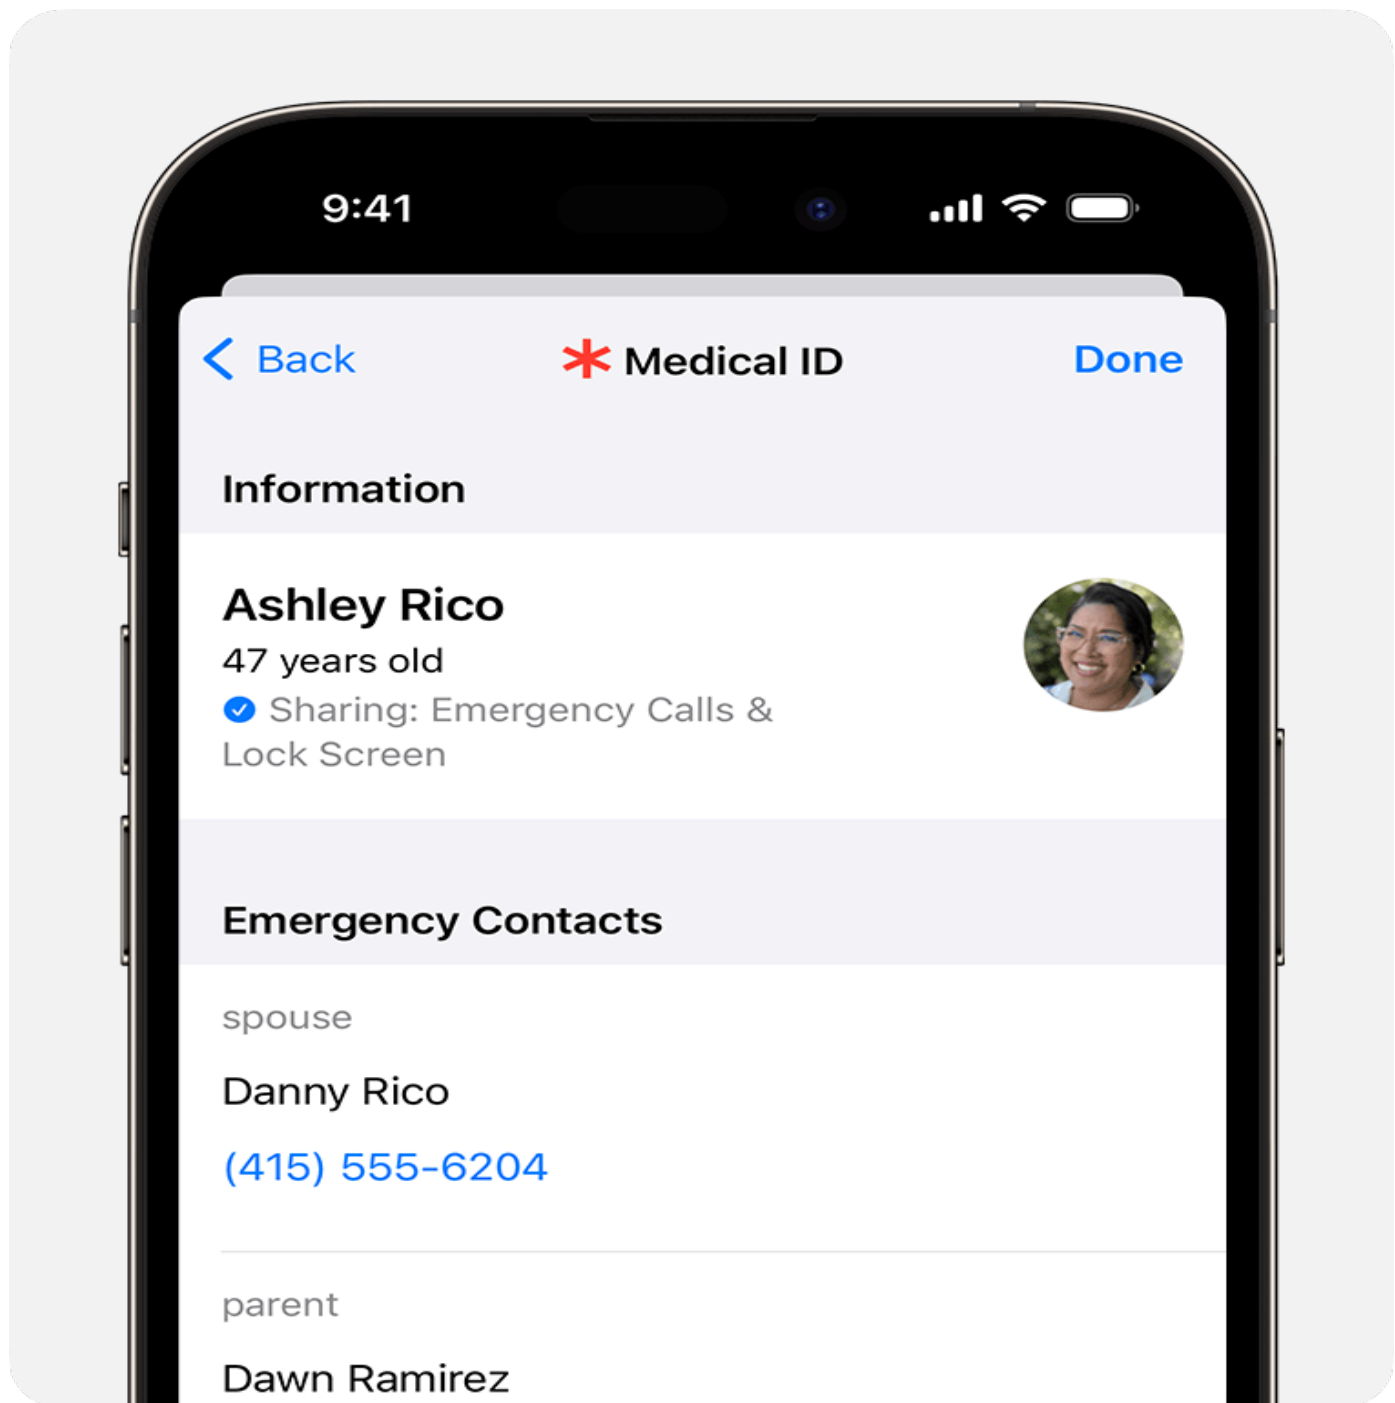 9:41
Back
Medical ID
Done
Information
Ashley Rico
47 years old
Sharing: Emergency Calls &
Lock Screen
Emergency Contacts
spouse
Danny Rico
(415) 555-6204
parent
Dawn Ramirez